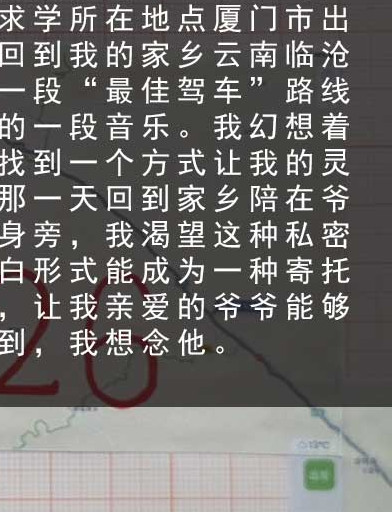 求学所在地点厦门市出
回到我的家乡云南临沧
一段“最佳驾车”路线
的一段音乐。我幻想着
找到一个方式让我的灵
那一天回到家乡陪在爷
身旁，我渴望这种私密
白形式能成为一种寄托
，让我亲爱的爷爷能够
到，我想念他。
26
13°C